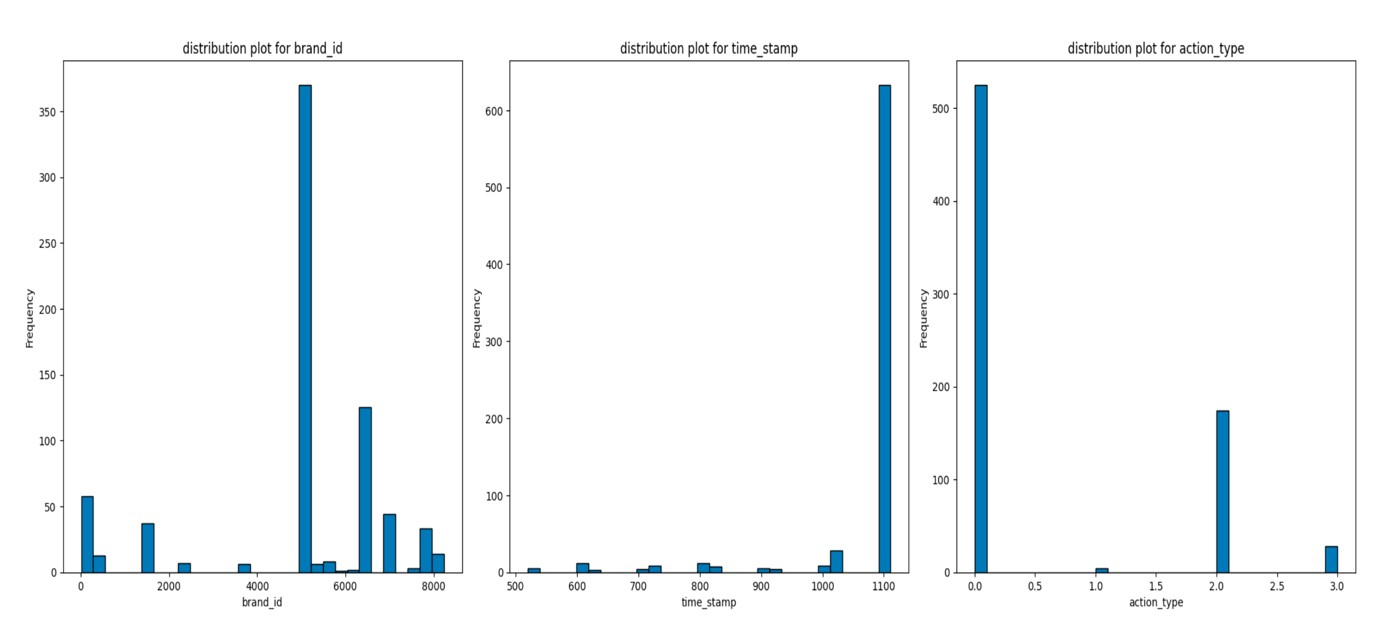 distribution plot for brand_id
Frequency
350
300
250
200
150
100
50
0
0 2000 4000 6000 8000
brand_id
distribution plot for time_stamp
Frequency
600
500
400
300
200
100
0
500 600 700 800 900 1000 1100
time_stamp
distribution plot for action_type
Frequency
500
400
300
200
100
0
0.0 0.5 1.0 1.5 2.0 2.5 3.0
action_type